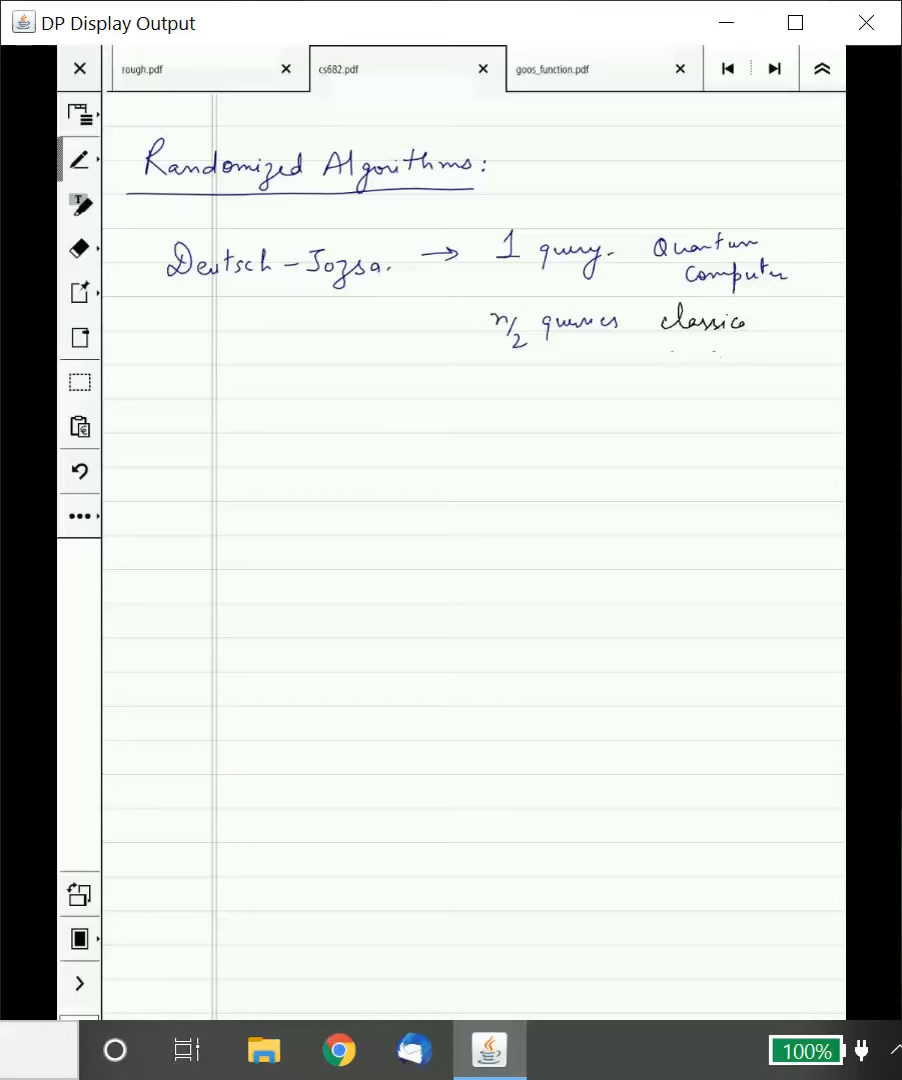 DP Display Output
rough.pdf
cs682.pdf
goos_function.pdf
Randomized Algorithms:
Deutsch-Jozsa. → 1 query. Quantum
Computer
n/2 queries classica
100%